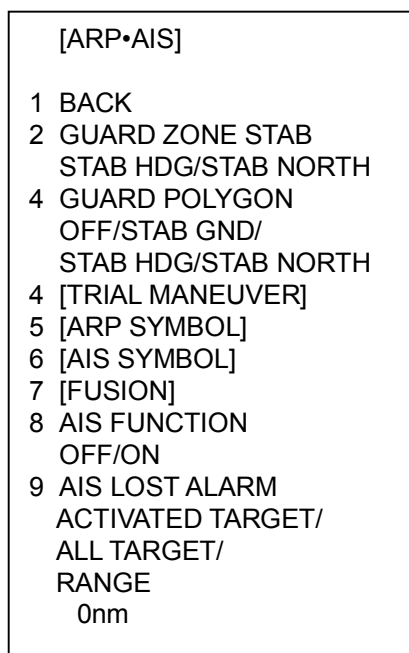 [ARP•AIS]
1 BACK
2 GUARD ZONE STAB
STAB HDG/STAB NORTH
4 GUARD POLYGON
OFF/STAB GND/
STAB HDG/STAB NORTH
4 [TRIAL MANEUVER]
5 [ARP SYMBOL]
6 [AIS SYMBOL]
7 [FUSION]
8 AIS FUNCTION
OFF/ON
9 AIS LOST ALARM
ACTIVATED TARGET/
ALL TARGET/
RANGE
0nm